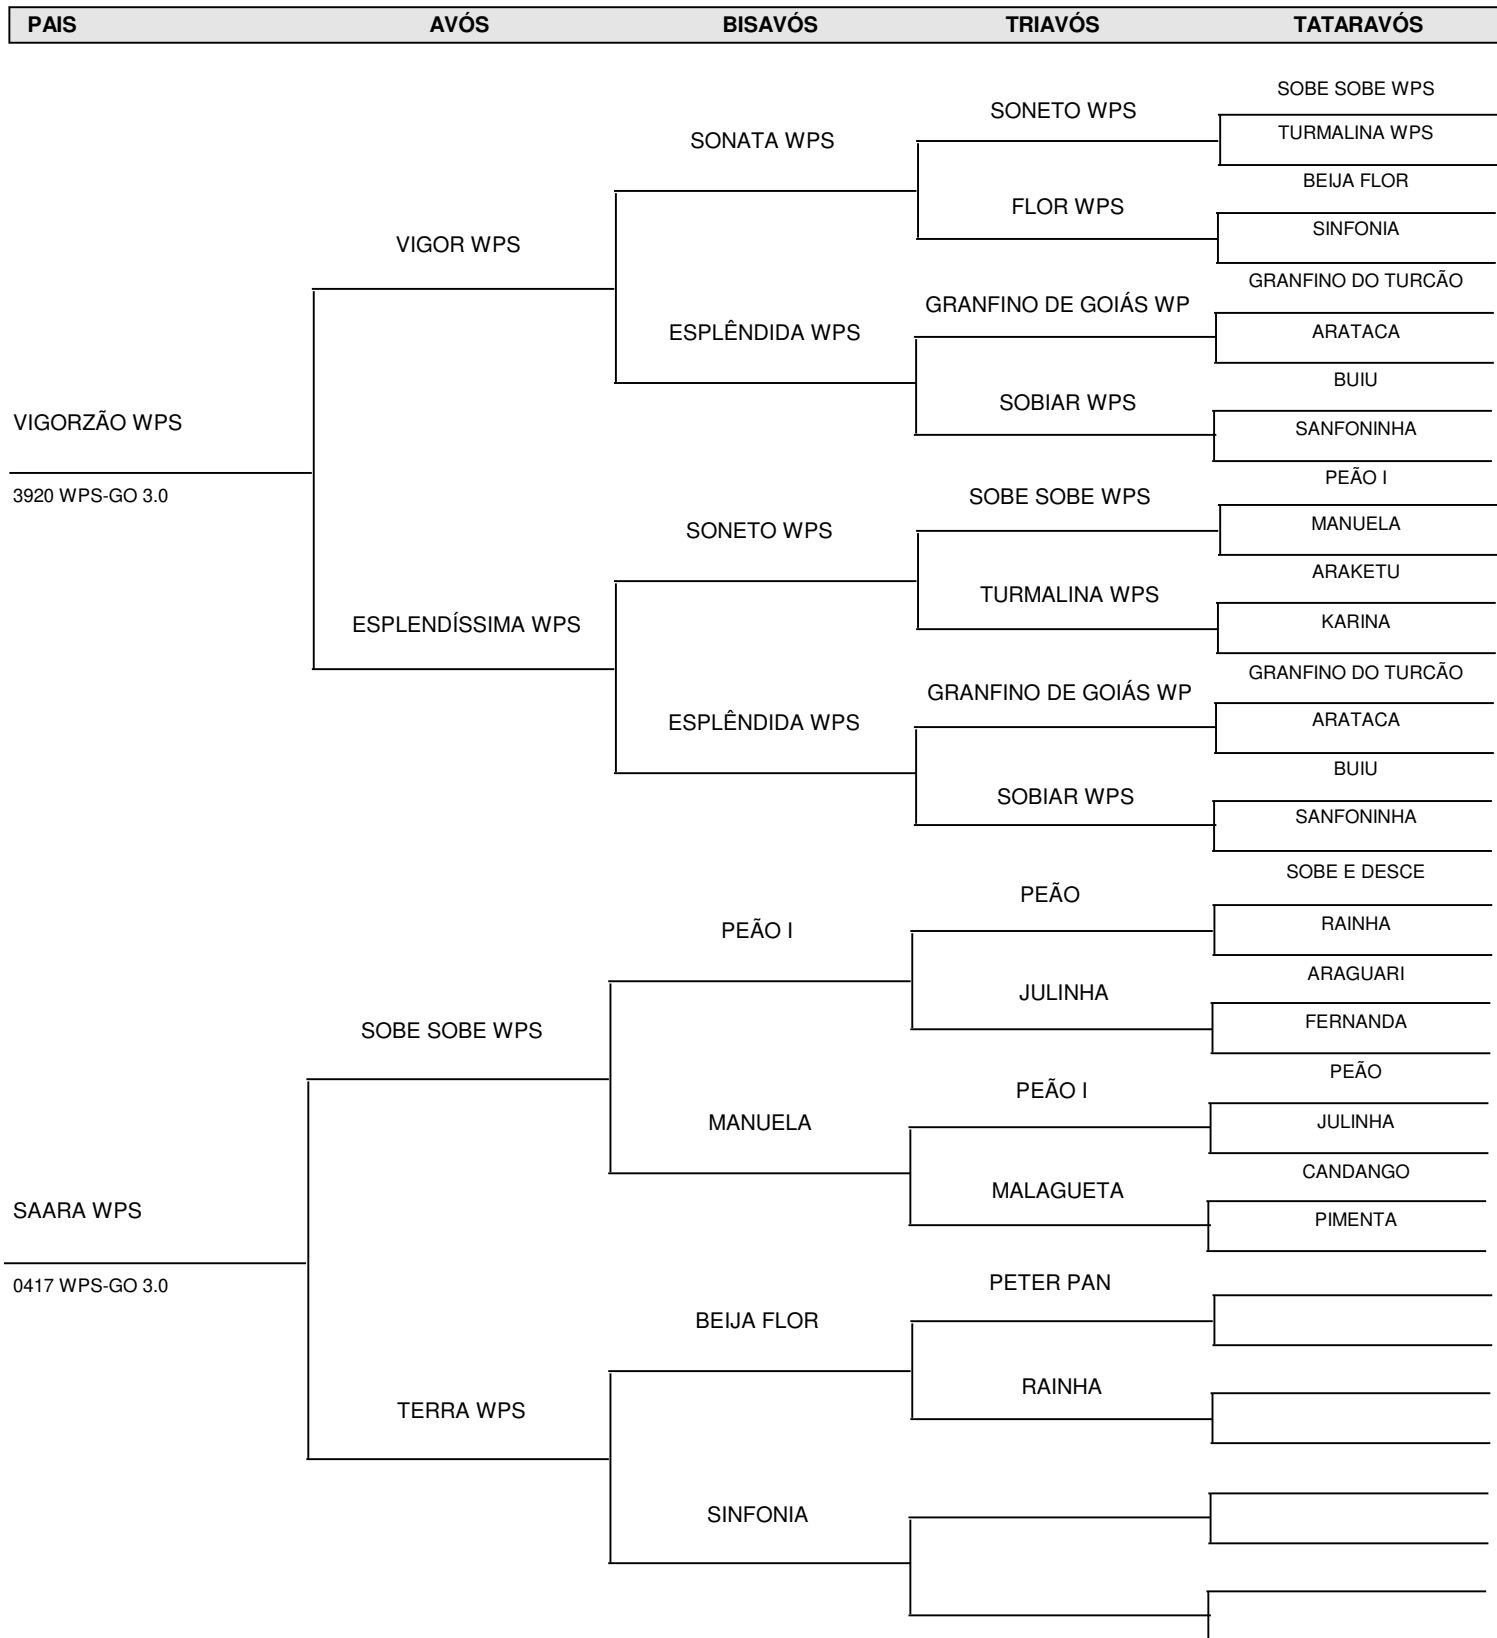 PAIS AVÓS BISAVÓS TRIAVÓS TATARAVÓS
SOBE SOBE WPS
SONETO WPS
TURMALINA WPS
SONATA WPS
BEIJA FLOR
FLOR WPS
SINFONIA
VIGOR WPS
GRANFINO DO TURCÃO
GRANFINO DE GOIÁS WP
ESPLÊNDIDA WPS
ARATACA
BUIU
SOBIAR WPS
VIGORZÃO WPS
SANFONINHA
PEÃO I
3920 WPS-GO 3.0
SOBE SOBE WPS
MANUELA
SONETO WPS
ARAKETU
TURMALINA WPS
KARINA
ESPLENDÍSSIMA WPS
GRANFINO DO TURCÃO
GRANFINO DE GOIÁS WP
ARATACA
ESPLÊNDIDA WPS
BUIU
SOBIAR WPS
SANFONINHA
SOBE E DESCE
PEÃO
RAINHA
PEÃO I
ARAGUARI
JULINHA
FERNANDA
SOBE SOBE WPS
PEÃO
PEÃO I
MANUELA
JULINHA
CANDANGO
MALAGUETA
SAARA WPS
PIMENTA
0417 WPS-GO 3.0
PETER PAN
BEIJA FLOR
RAINHA
TERRA WPS
SINFONIA